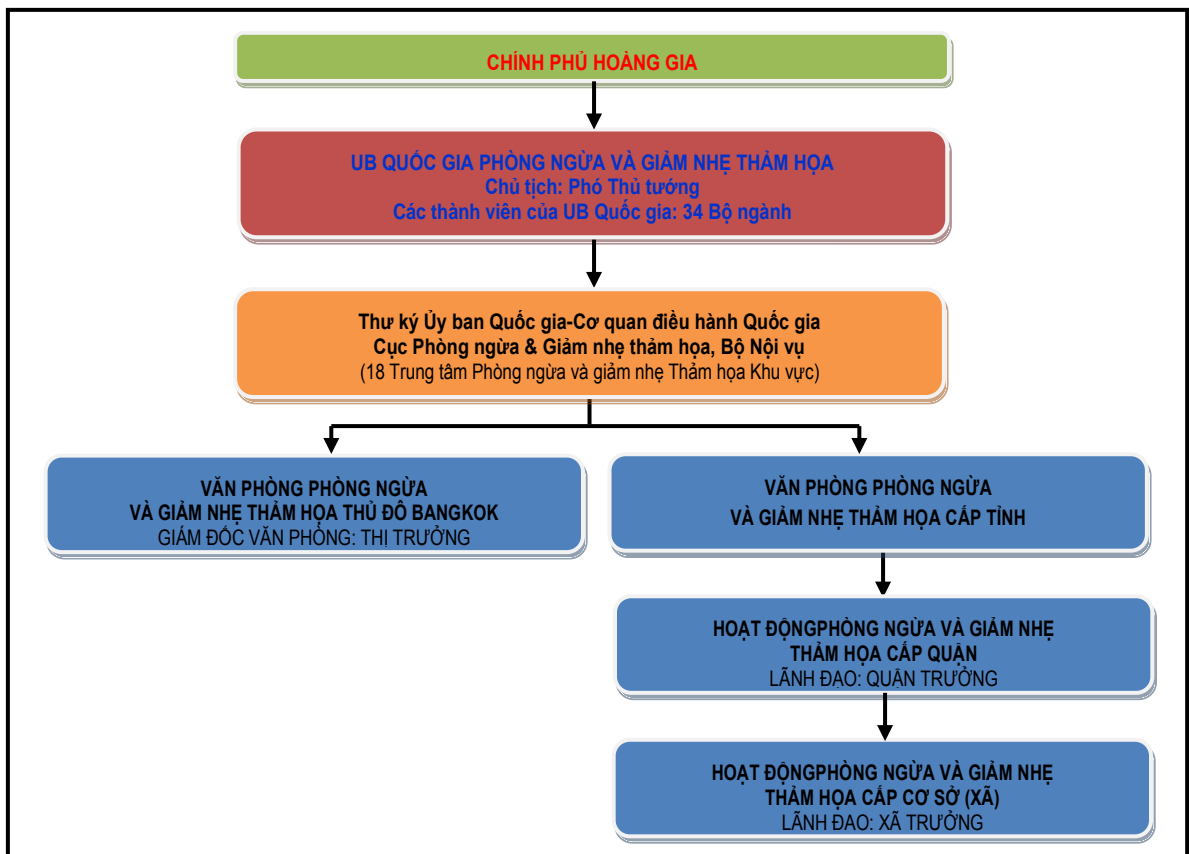 CHÍNH PHỦ HOÀNG GIA
UB QUỐC GIA PHÒNG NGỪA VÀ GIẢM NHẸ THẢM HỌA
Chủ tịch: Phó Thủ tướng
Các thành viên của UB Quốc gia: 34 Bộ ngành
Thư ký Ủy ban Quốc gia-Cơ quan điều hành Quốc gia
Cục Phòng ngừa & Giảm nhẹ thảm họa, Bộ Nội vụ
(18 Trung tâm Phòng ngừa và giảm nhẹ Thảm họa Khu vực)
VĂN PHÒNG PHÒNG NGỪA
VÀ GIẢM NHẸ THẢM HỌA THỦ ĐÔ BANGKOK
GIÁM ĐỐC VĂN PHÒNG: THỊ TRƯỞNG
VĂN PHÒNG PHÒNG NGỪA
VÀ GIẢM NHẸ THẢM HỌA CẤP TỈNH
HOẠT ĐỘNGPHÒNG NGỪA VÀ GIẢM NHẸ
THẢM HỌA CẤP QUẬN
LÃNH ĐẠO: QUẬN TRƯỞNG
HOẠT ĐỘNGPHÒNG NGỪA VÀ GIẢM NHẸ
THẢM HỌA CẤP CƠ SỞ (XÃ)
LÃNH ĐAO: XÃ TRƯỞNG